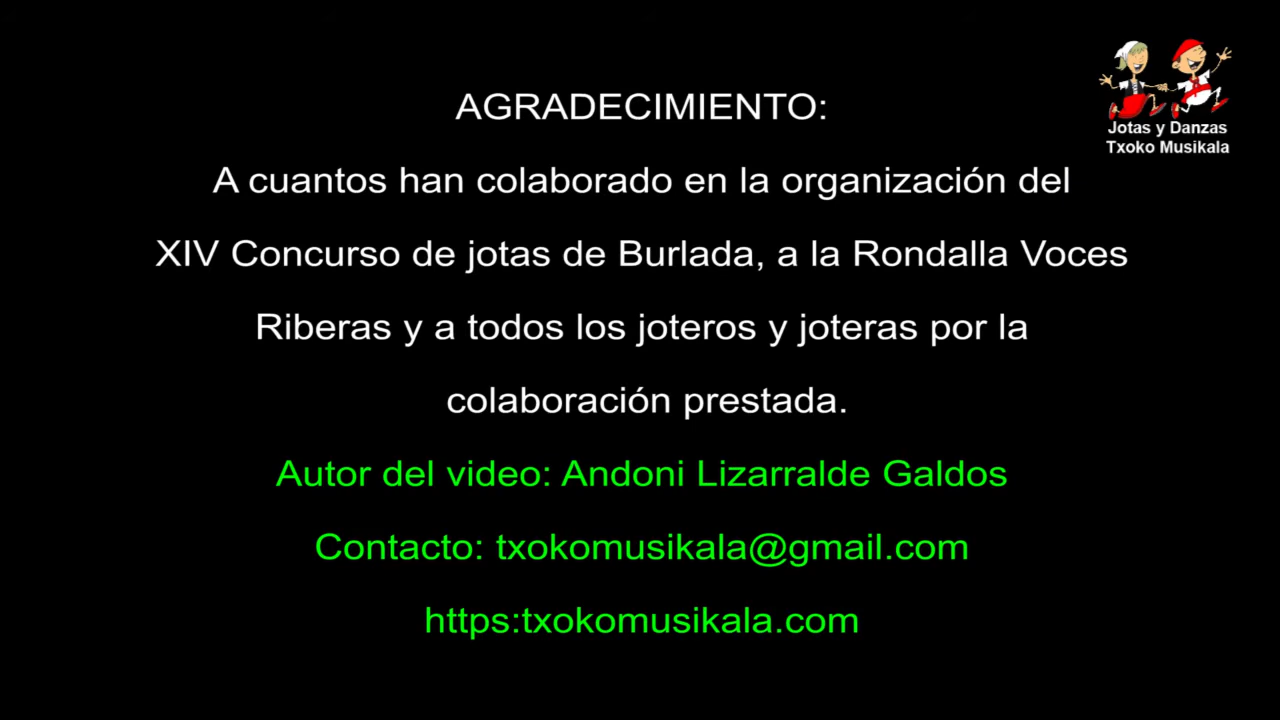 AGRADECIMIENTO:
A cuantos han colaborado en la organización del
XIV Concurso de jotas de Burlada, a la Rondalla Voces
Riberas y a todos los joteros y joteras por la
colaboración prestada.
Autor del video: Andoni Lizarralde Galdos
Contacto: txokomusikala@gmail.com
https:txokomusikala.com
Jotas y Danzas
Txoko Musikala